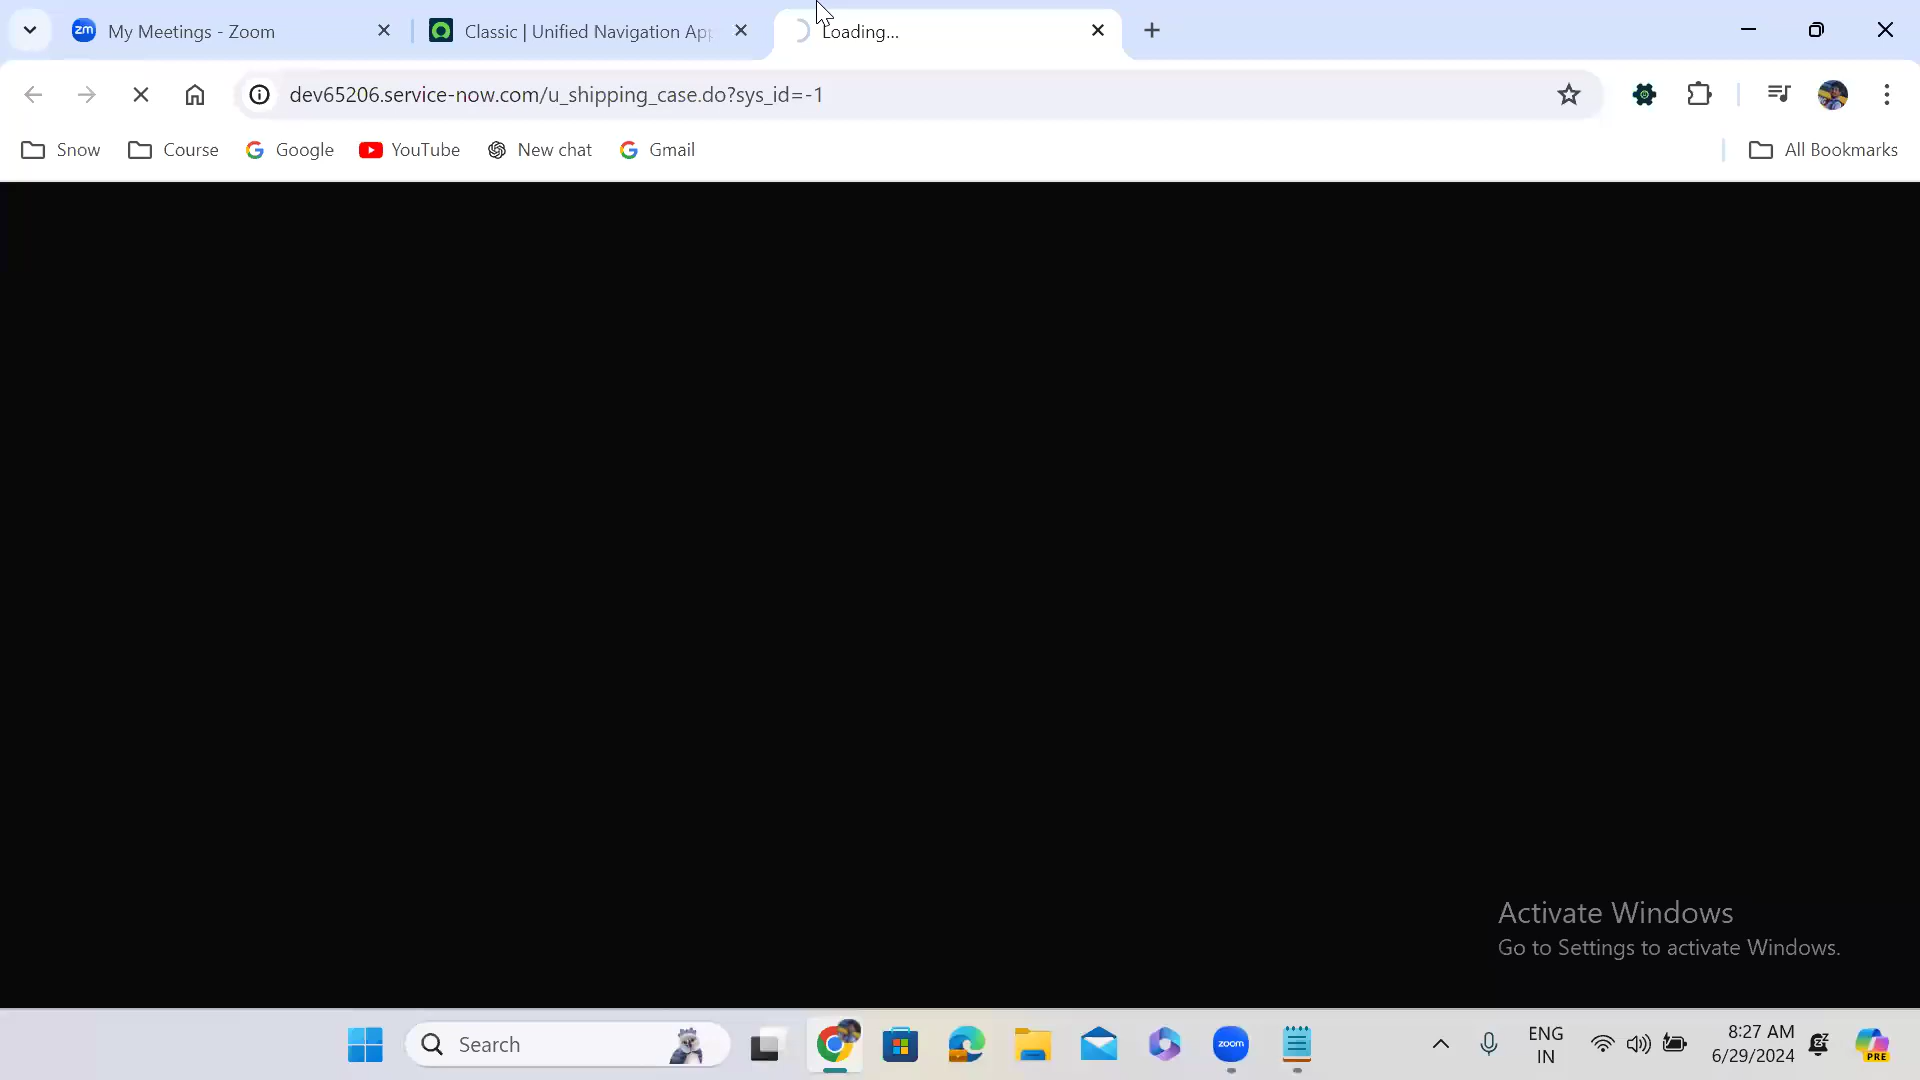 My Meetings - Zoom
Classic | Unified Navigation App
Loading...
dev65206.service-now.com/u_shipping_case.do?sys_id=-1
Snow
Course
Google
YouTube
New chat
Gmail
All Bookmarks
Activate Windows
Go to Settings to activate Windows.
Search
zoom
ENG
IN
8:27 AM
6/29/2024
PRE